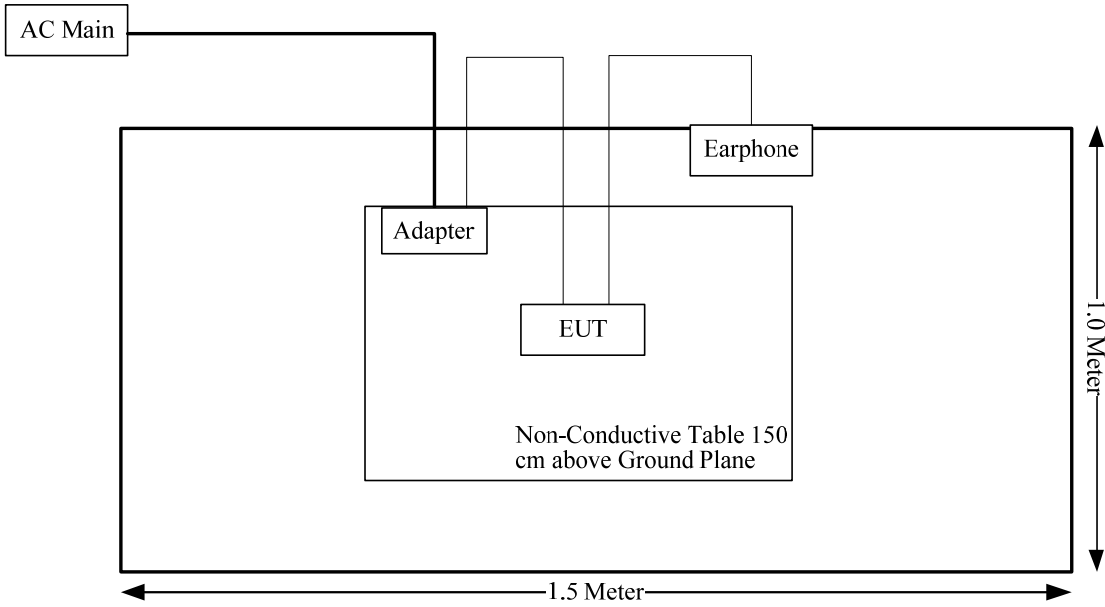 AC Main
Earphone
Adapter
EUT
Non-Conductive Table 150
cm above Ground Plane
1.0 Meter
1.5 Meter